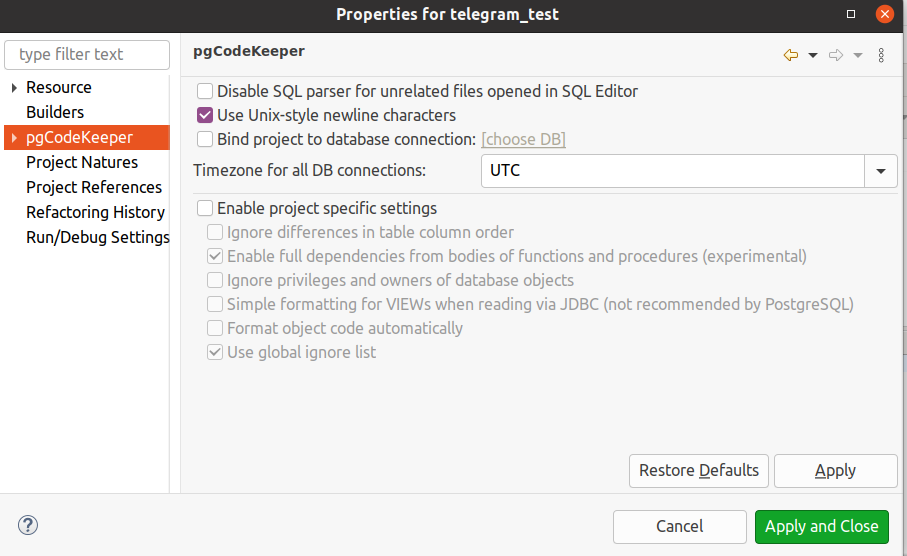 Properties for telegram_test
type filter text
pgCodeKeeper
Resource
Builders
pgCodeKeeper
Project Natures
Project References
Refactoring History
Run/Debug Settings
Disable SQL parser for unrelated files opened in SQL Editor
Use Unix-style newline characters
Bind project to database connection: [choose DB]
Timezone for all DB connections: UTC
Enable project specific settings
Ignore differences in table column order
Enable full dependencies from bodies of functions and procedures (experimental)
Ignore privileges and owners of database objects
Simple formatting for VIEWs when reading via JDBC (not recommended by PostgreSQL)
Format object code automatically
Use global ignore list
Restore Defaults Apply
? Cancel Apply and Close